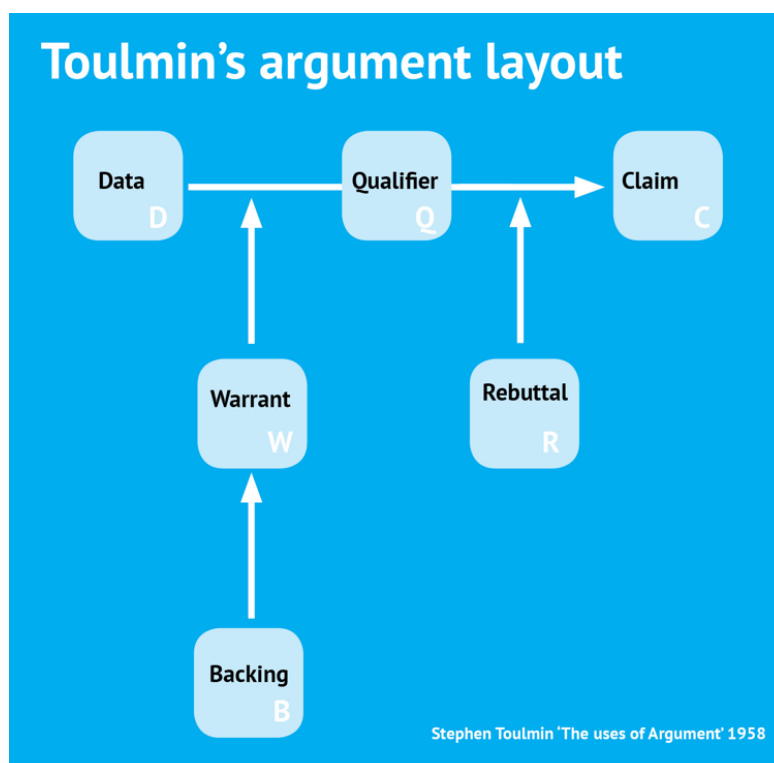 Toulmin's argument layout
Data
D
Qualifier
Q
Claim
C
Warrant
W
Rebuttal
R
Backing
B
Stephen Toulmin ‘The uses of Argument’ 1958